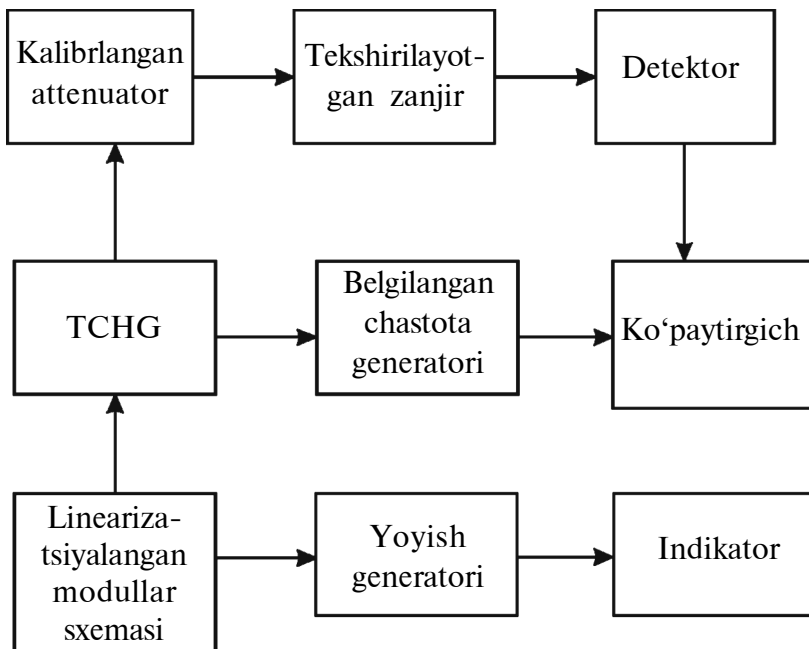 Kalibrlangan
attenuator
Tekshirilayot-
gan zanjir
Detektor
TCHG
Belgilangan
chastota
generatori
Ko‘paytirgich
Lineariza-
tsiyalangan
modullar
sxemasi
Yoyish
generatori
Indikator